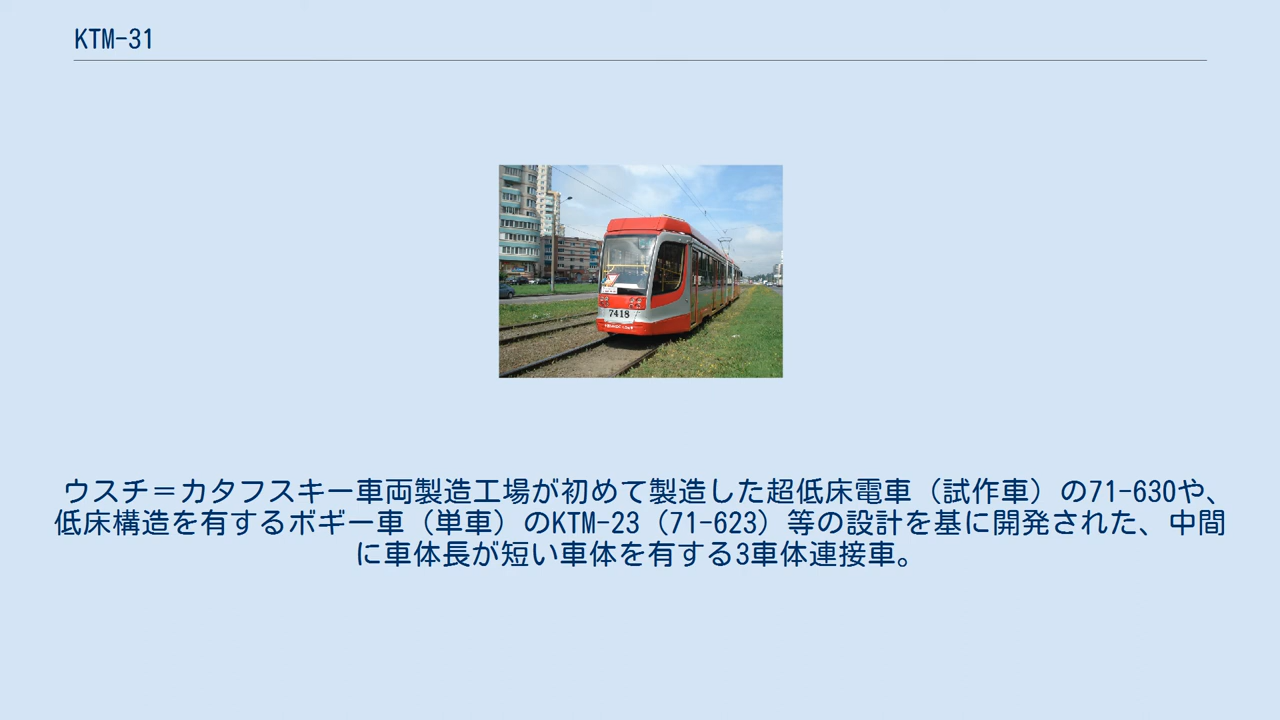 KTM-31
7418
ウスチ＝カタフスキー車両製造工場が初めて製造した超低床電車（試作車）の71-630や、
低床構造を有するボギー車（単車）のKTM-23（71-623）等の設計を基に開発された、中間
に車体長が短い車体を有する3車体連接車。